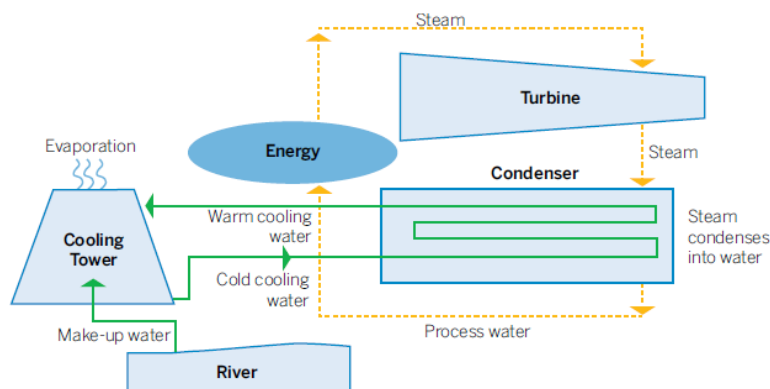 Steam
Turbine
Evaporation
Energy
Steam
Condenser
Warm cooling
water
Steam
condenses
into water
Cooling
Tower
Cold cooling
water
Make-up water
Process water
River